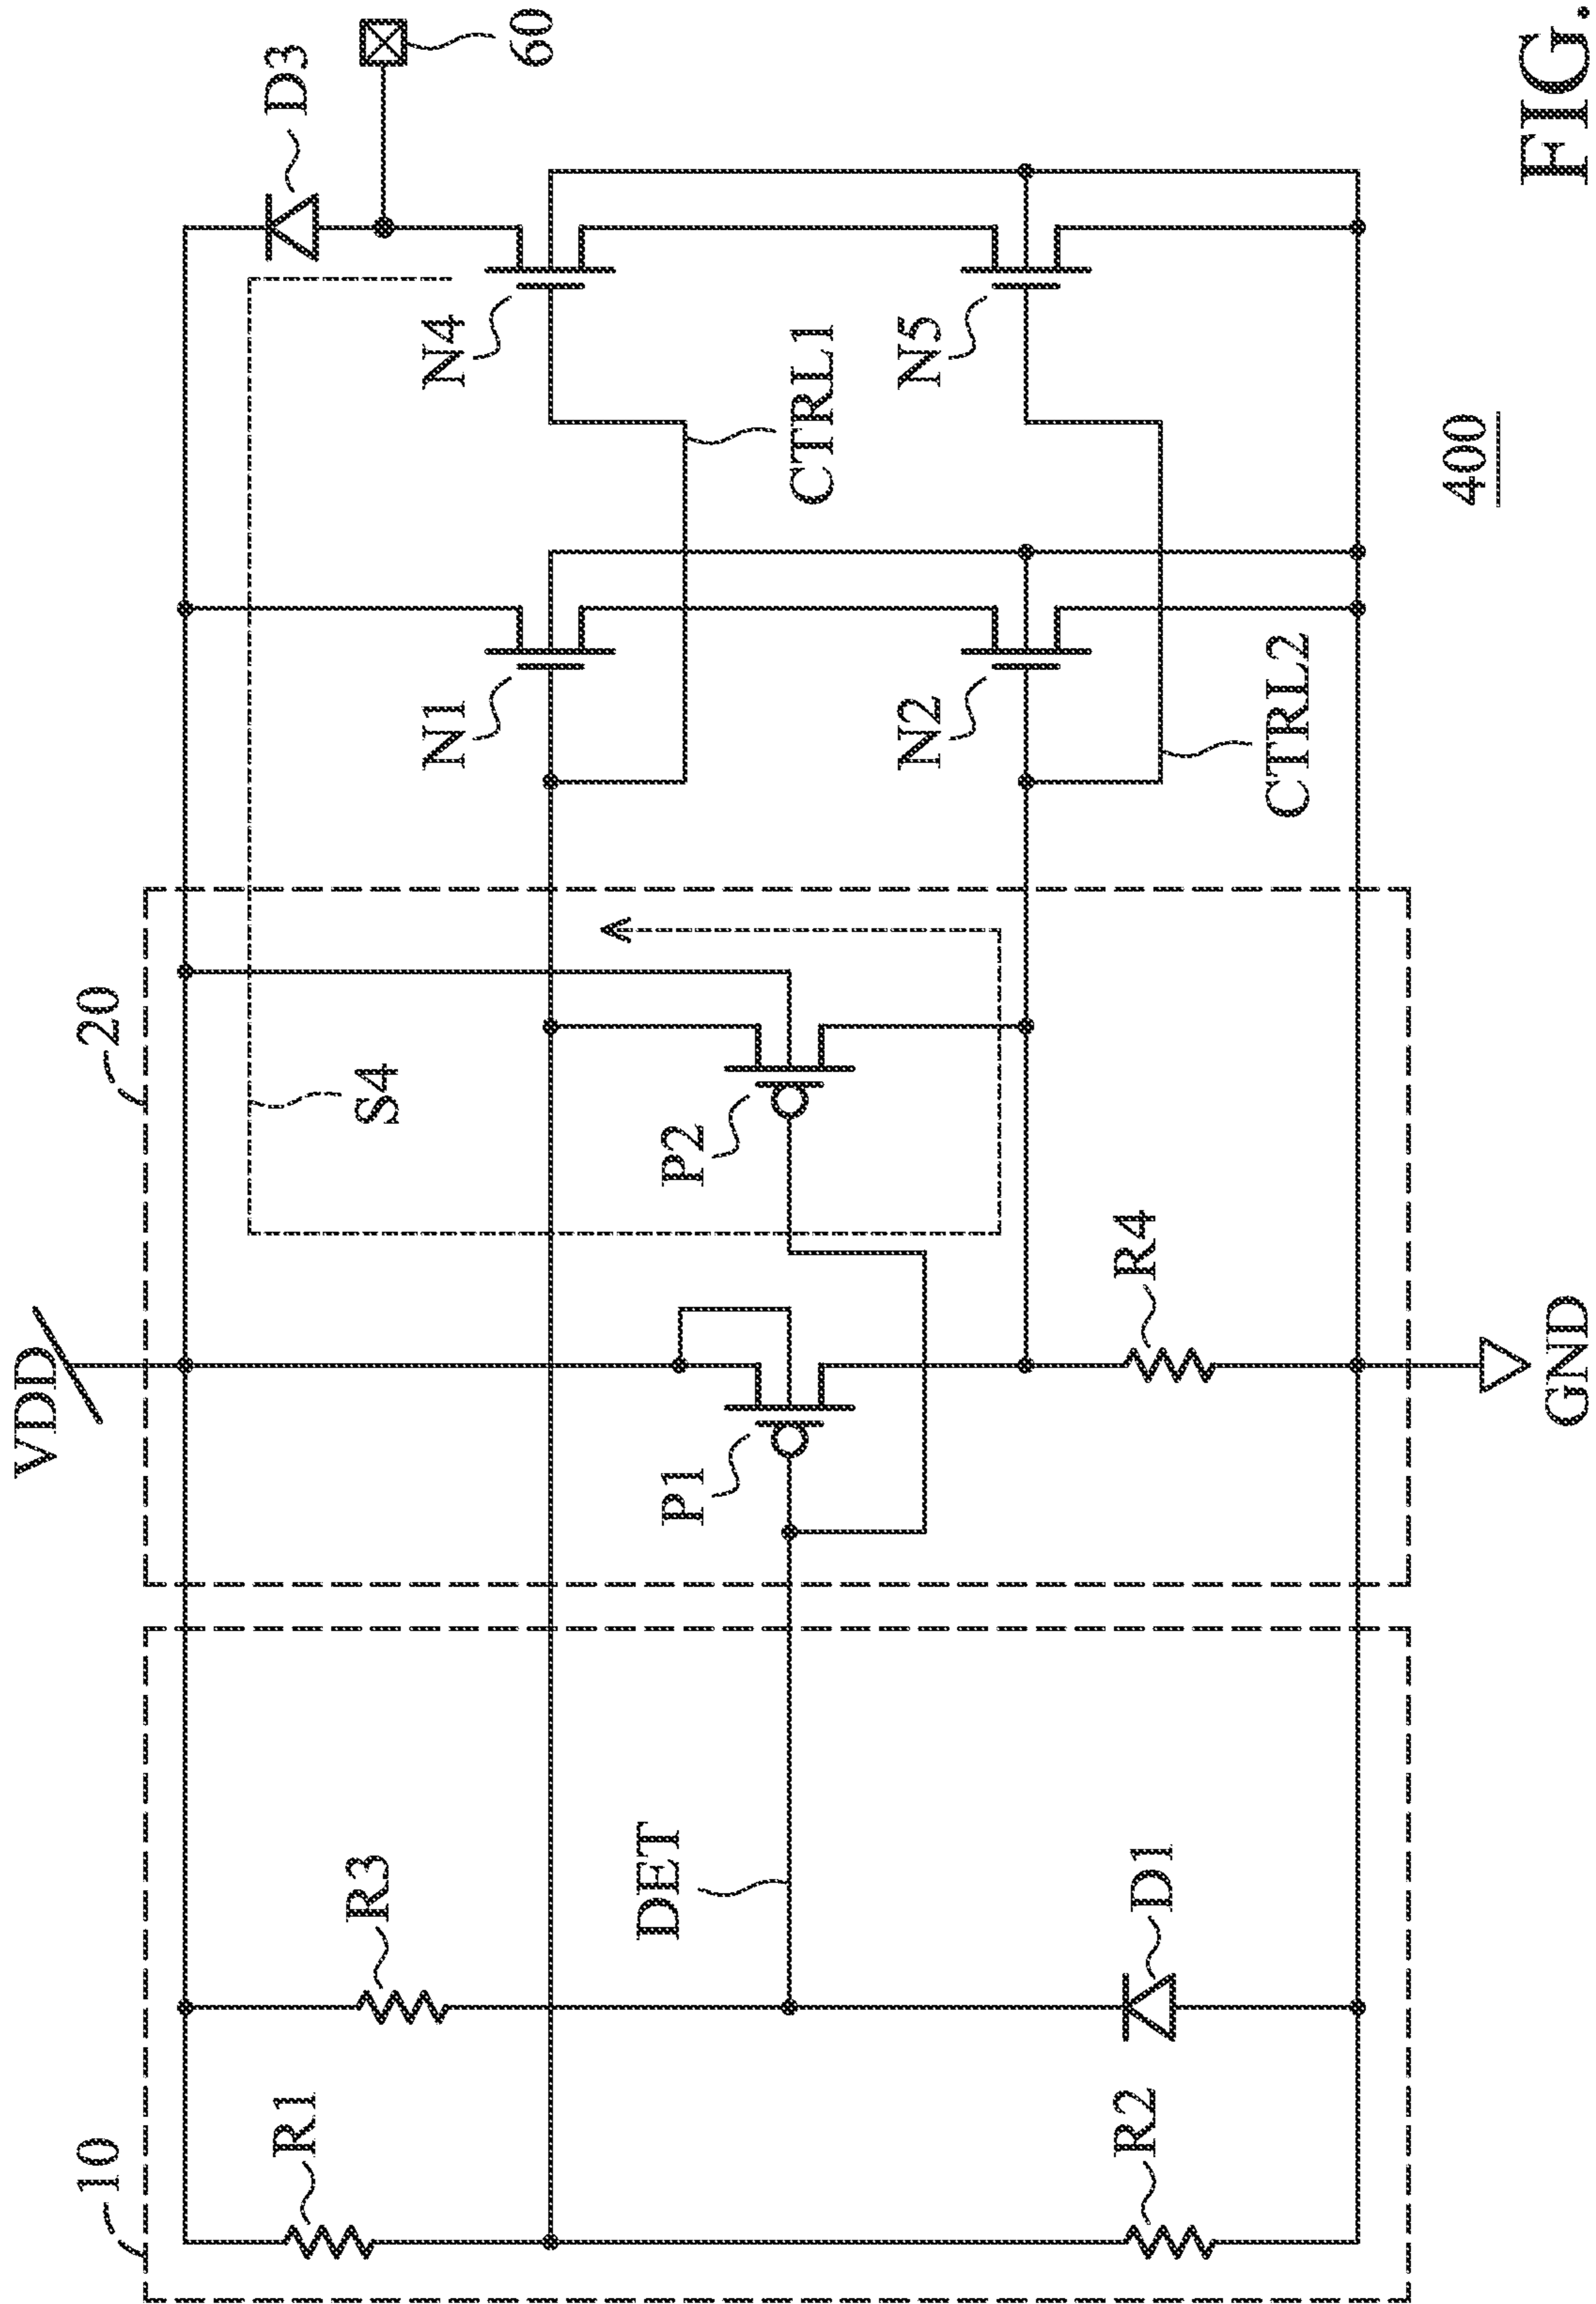 VDD
10
20
R1
R3
S4
D3
60
N1
N4
CTRL1
DET
P1
P2
N2
N5
R2
D1
R4
CTRL2
GND
400
FIG.